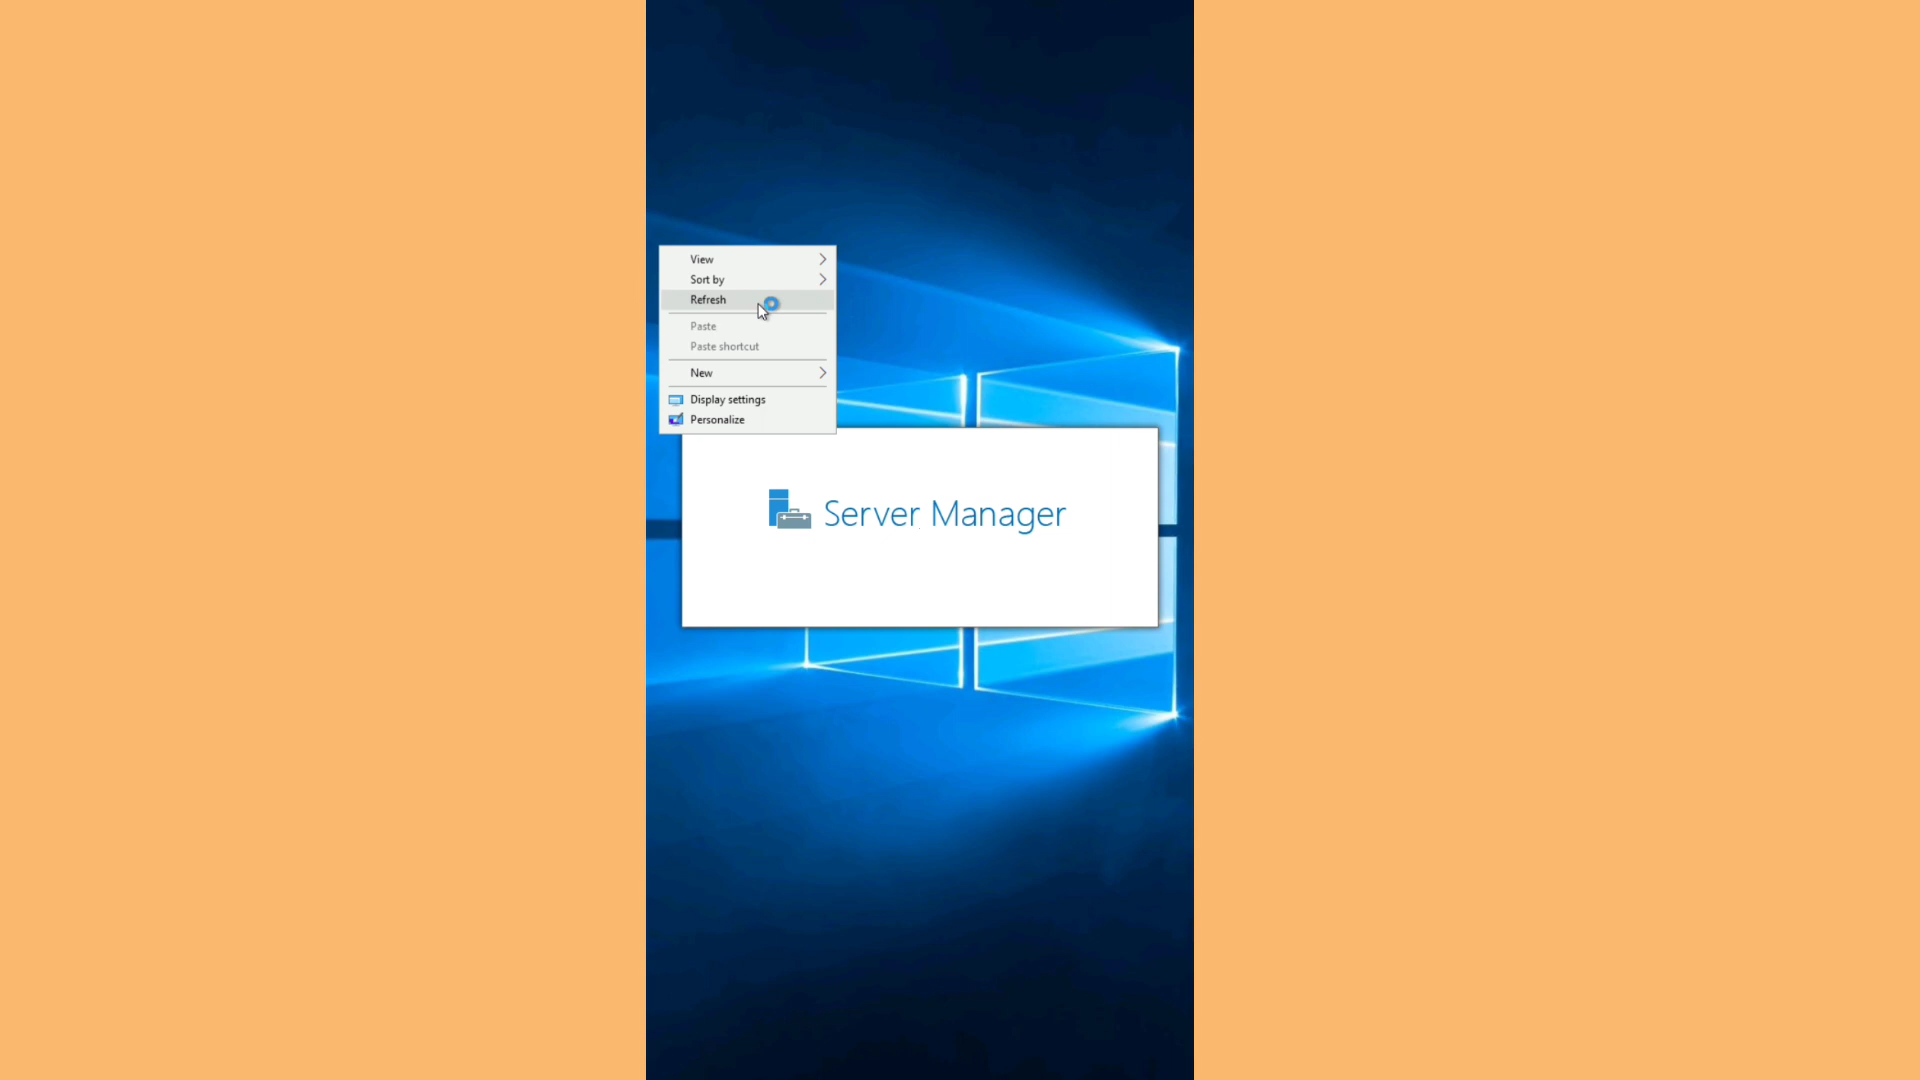 View
Sort by
Refresh
Paste
Paste shortcut
New
Display settings
Personalize
Server Manager